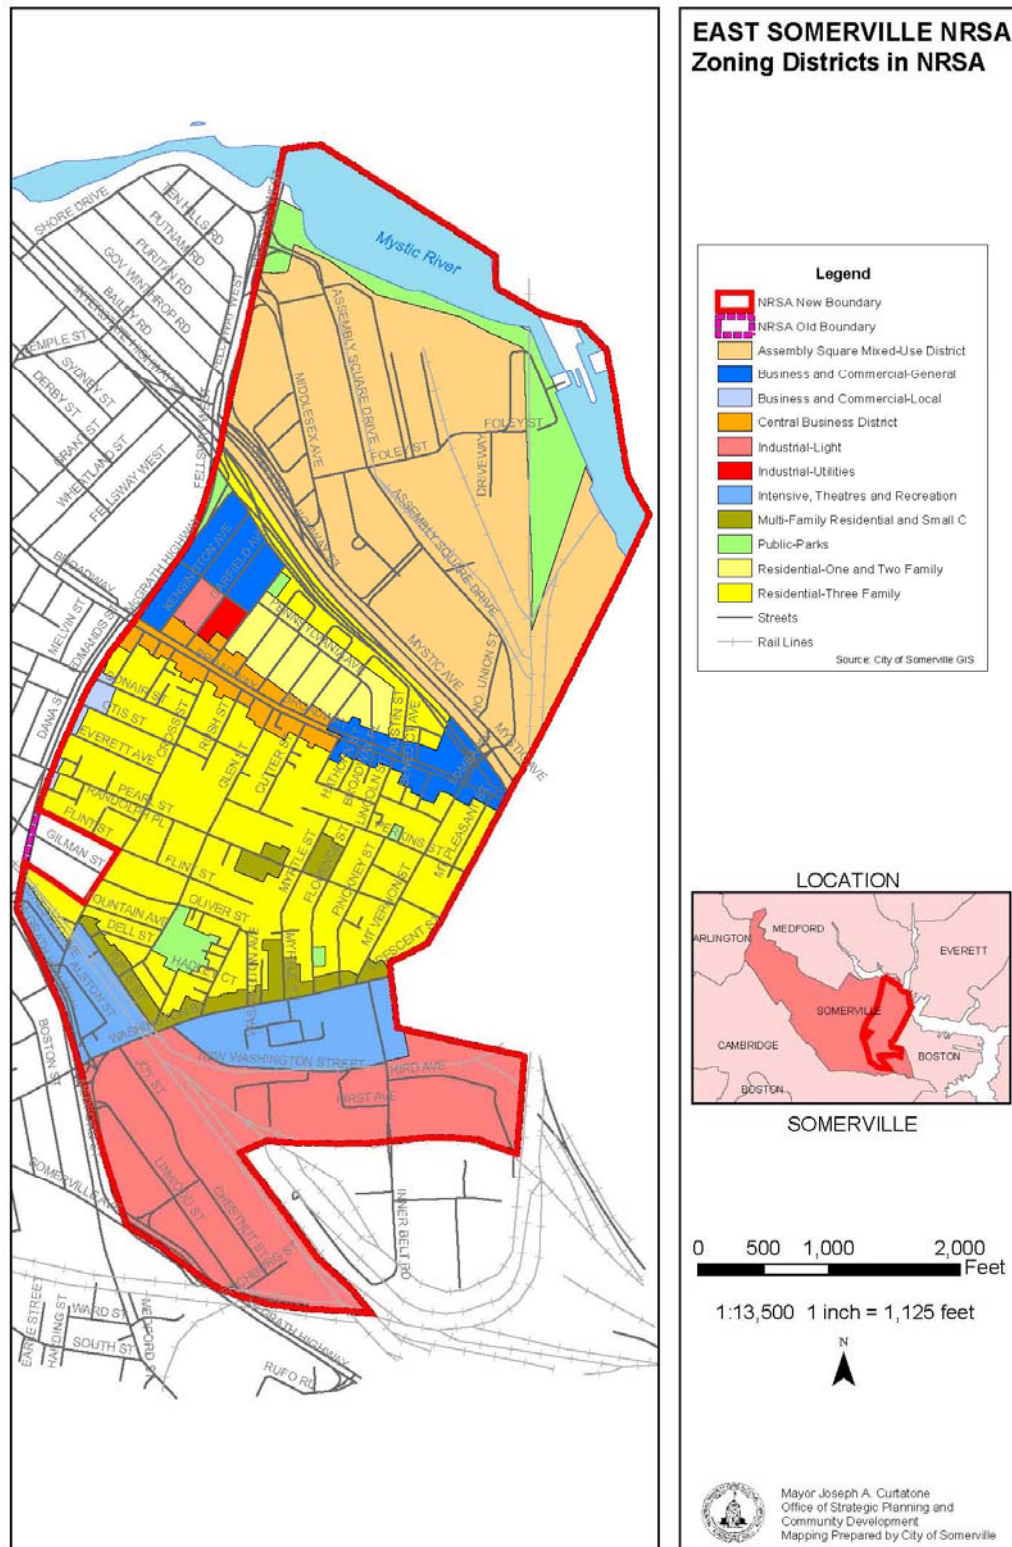 EAST SOMERVILLE NRSA
Zoning Districts in NRSA
Legend
NRSA New Boundary
NRSA Old Boundary
Assembly Square Mixed-Use District
Business and Commercial-General
Business and Commercial-Local
Central Business District
Industrial-Light
Industrial-Utilities
Intensive, Theatres and Recreation
Multi-Family Residential and Small C
Public-Parks
Residential-One and Two Family
Residential-Three Family
Streets
Rail Lines
Source: City of Somerville GIS
Mystic River
SHORE DRIVE
TEN HILLS RD
PUTNAM RD
PURITAN RD
GOV WINTHROP RD
BAILEY RD
TEMPLE ST
SYDNEY ST
DERBY ST
GRANT ST
WHEATLAND ST
FELLSWAY WEST
FELLSWAY WEST
ASSEMBLY SQUARE DRIVE
MIDDLESEX AVE
FOLEY ST
FOLEY ST
DRIVEWAY
ASSEMBLY SQUARE DRIVE
BROADWAY
MCGRATH HIGHWAY
KENSINGTON AVE
GARFIELD AVE
MELVIN ST
EDMANDS ST
PENNSYLVANIA AVE
MYSTIC AVE
NO. UNION ST
MYSTIC AVE
BROADWAY
DANA ST
BONAIR ST
OTIS ST
CROSS ST
RUSH ST
EVERETT AVE
GLEN ST
CUTTER ST
LINCOLN ST
PEARL ST
RANDOLPH PL
FLINT ST
PERKINS ST
MT PLEASANT ST
GILMAN ST
FLINT ST
MYRTLE ST
PINCKNEY ST
OLIVER ST
MT VERNON ST
DELL ST
HADLEY CT
BOSTON ST
NEW WASHINGTON STREET
JOY ST
SOMERVILLE AVE
LINWOOD ST
CHESTNUT ST
INNER BELT RD
EARLE STREET
HARDING ST
WARD ST
SOUTH ST
MEDFORD ST
RUFO RD
LOCATION
ARLINGTON
MEDFORD
EVERETT
SOMERVILLE
CAMBRIDGE
BOSTON
BOSTON
SOMERVILLE
0 500 1,000 2,000
Feet
1:13,500 1 inch = 1,125 feet
N
Mayor Joseph A. Curtatone
Office of Strategic Planning and
Community Development
Mapping Prepared by City of Somerville